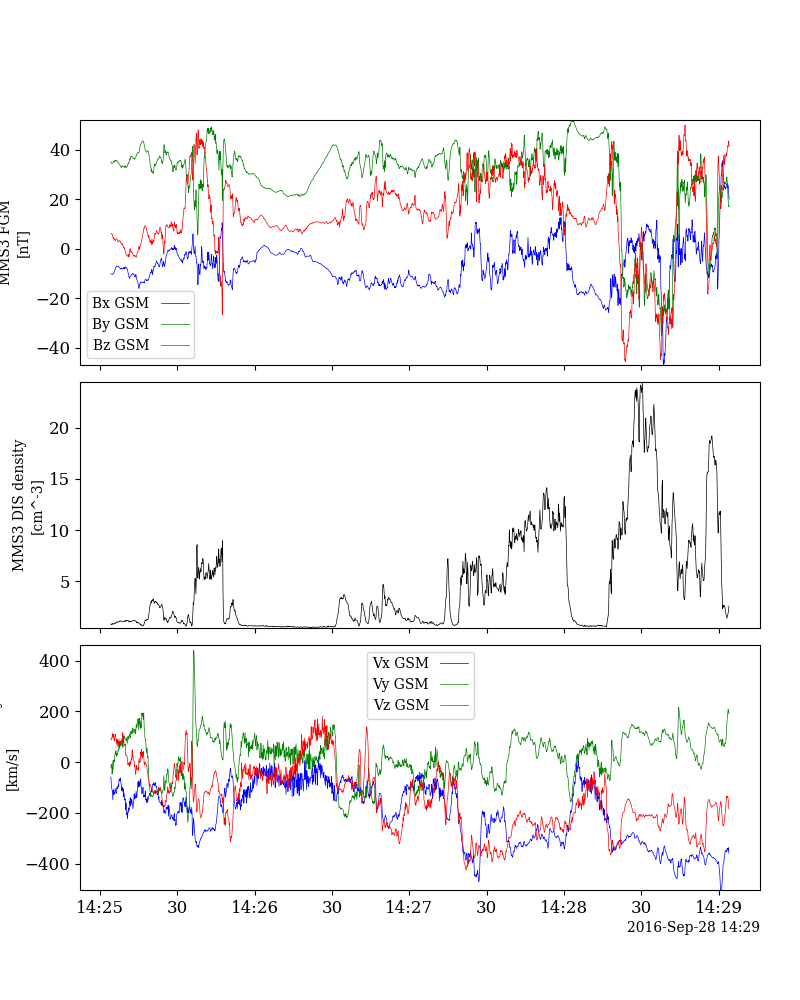 MMS3 FGM
[nT]
40
20
0
−20
−40
Bx GSM
By GSM
Bz GSM
MMS3 DIS density
[cm^-3]
20
15
10
5
[km/s]
400
200
0
−200
−400
Vx GSM
Vy GSM
Vz GSM
14:25
30
14:26
30
14:27
30
14:28
30
14:29
2016-Sep-28 14:29